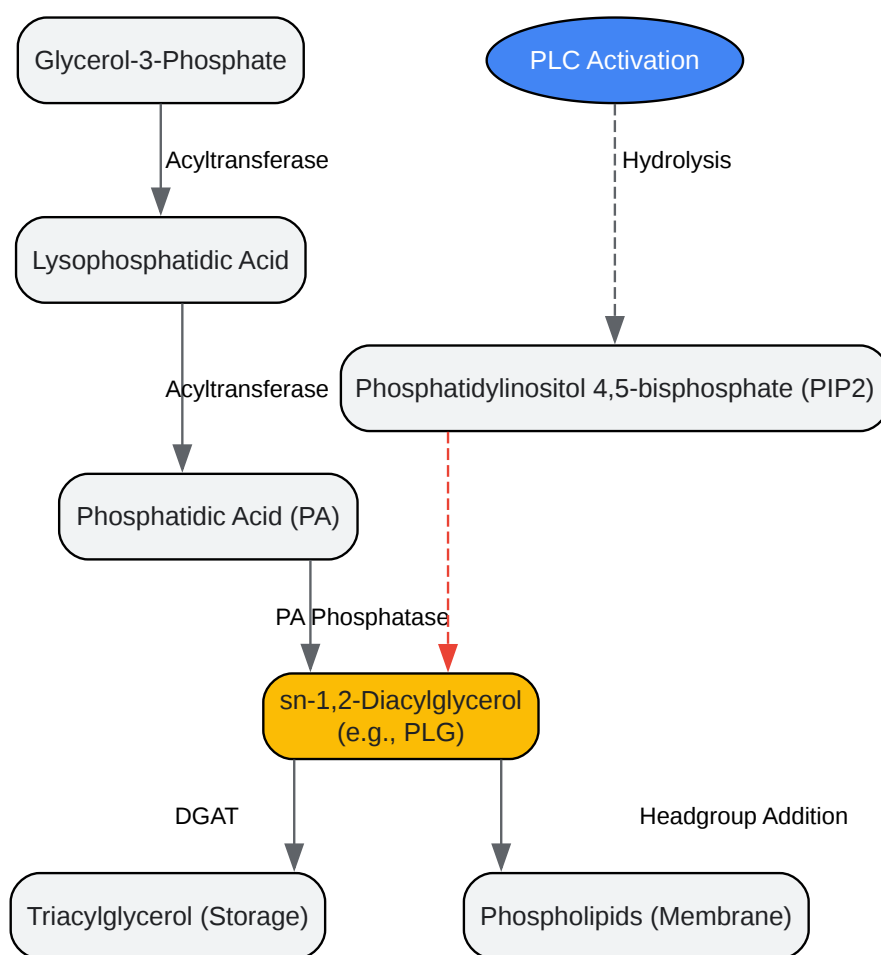 Glycerol-3-Phosphate
PLC Activation
Acyltransferase
Hydrolysis
Lysophosphatidic Acid
Acyltransferase
Phosphatidylinositol 4,5-bisphosphate (PIP2)
Phosphatidic Acid (PA)
PA Phosphatase
sn-1,2-Diacylglycerol
(e.g., PLG)
DGAT
Headgroup Addition
Triacylglycerol (Storage)
Phospholipids (Membrane)